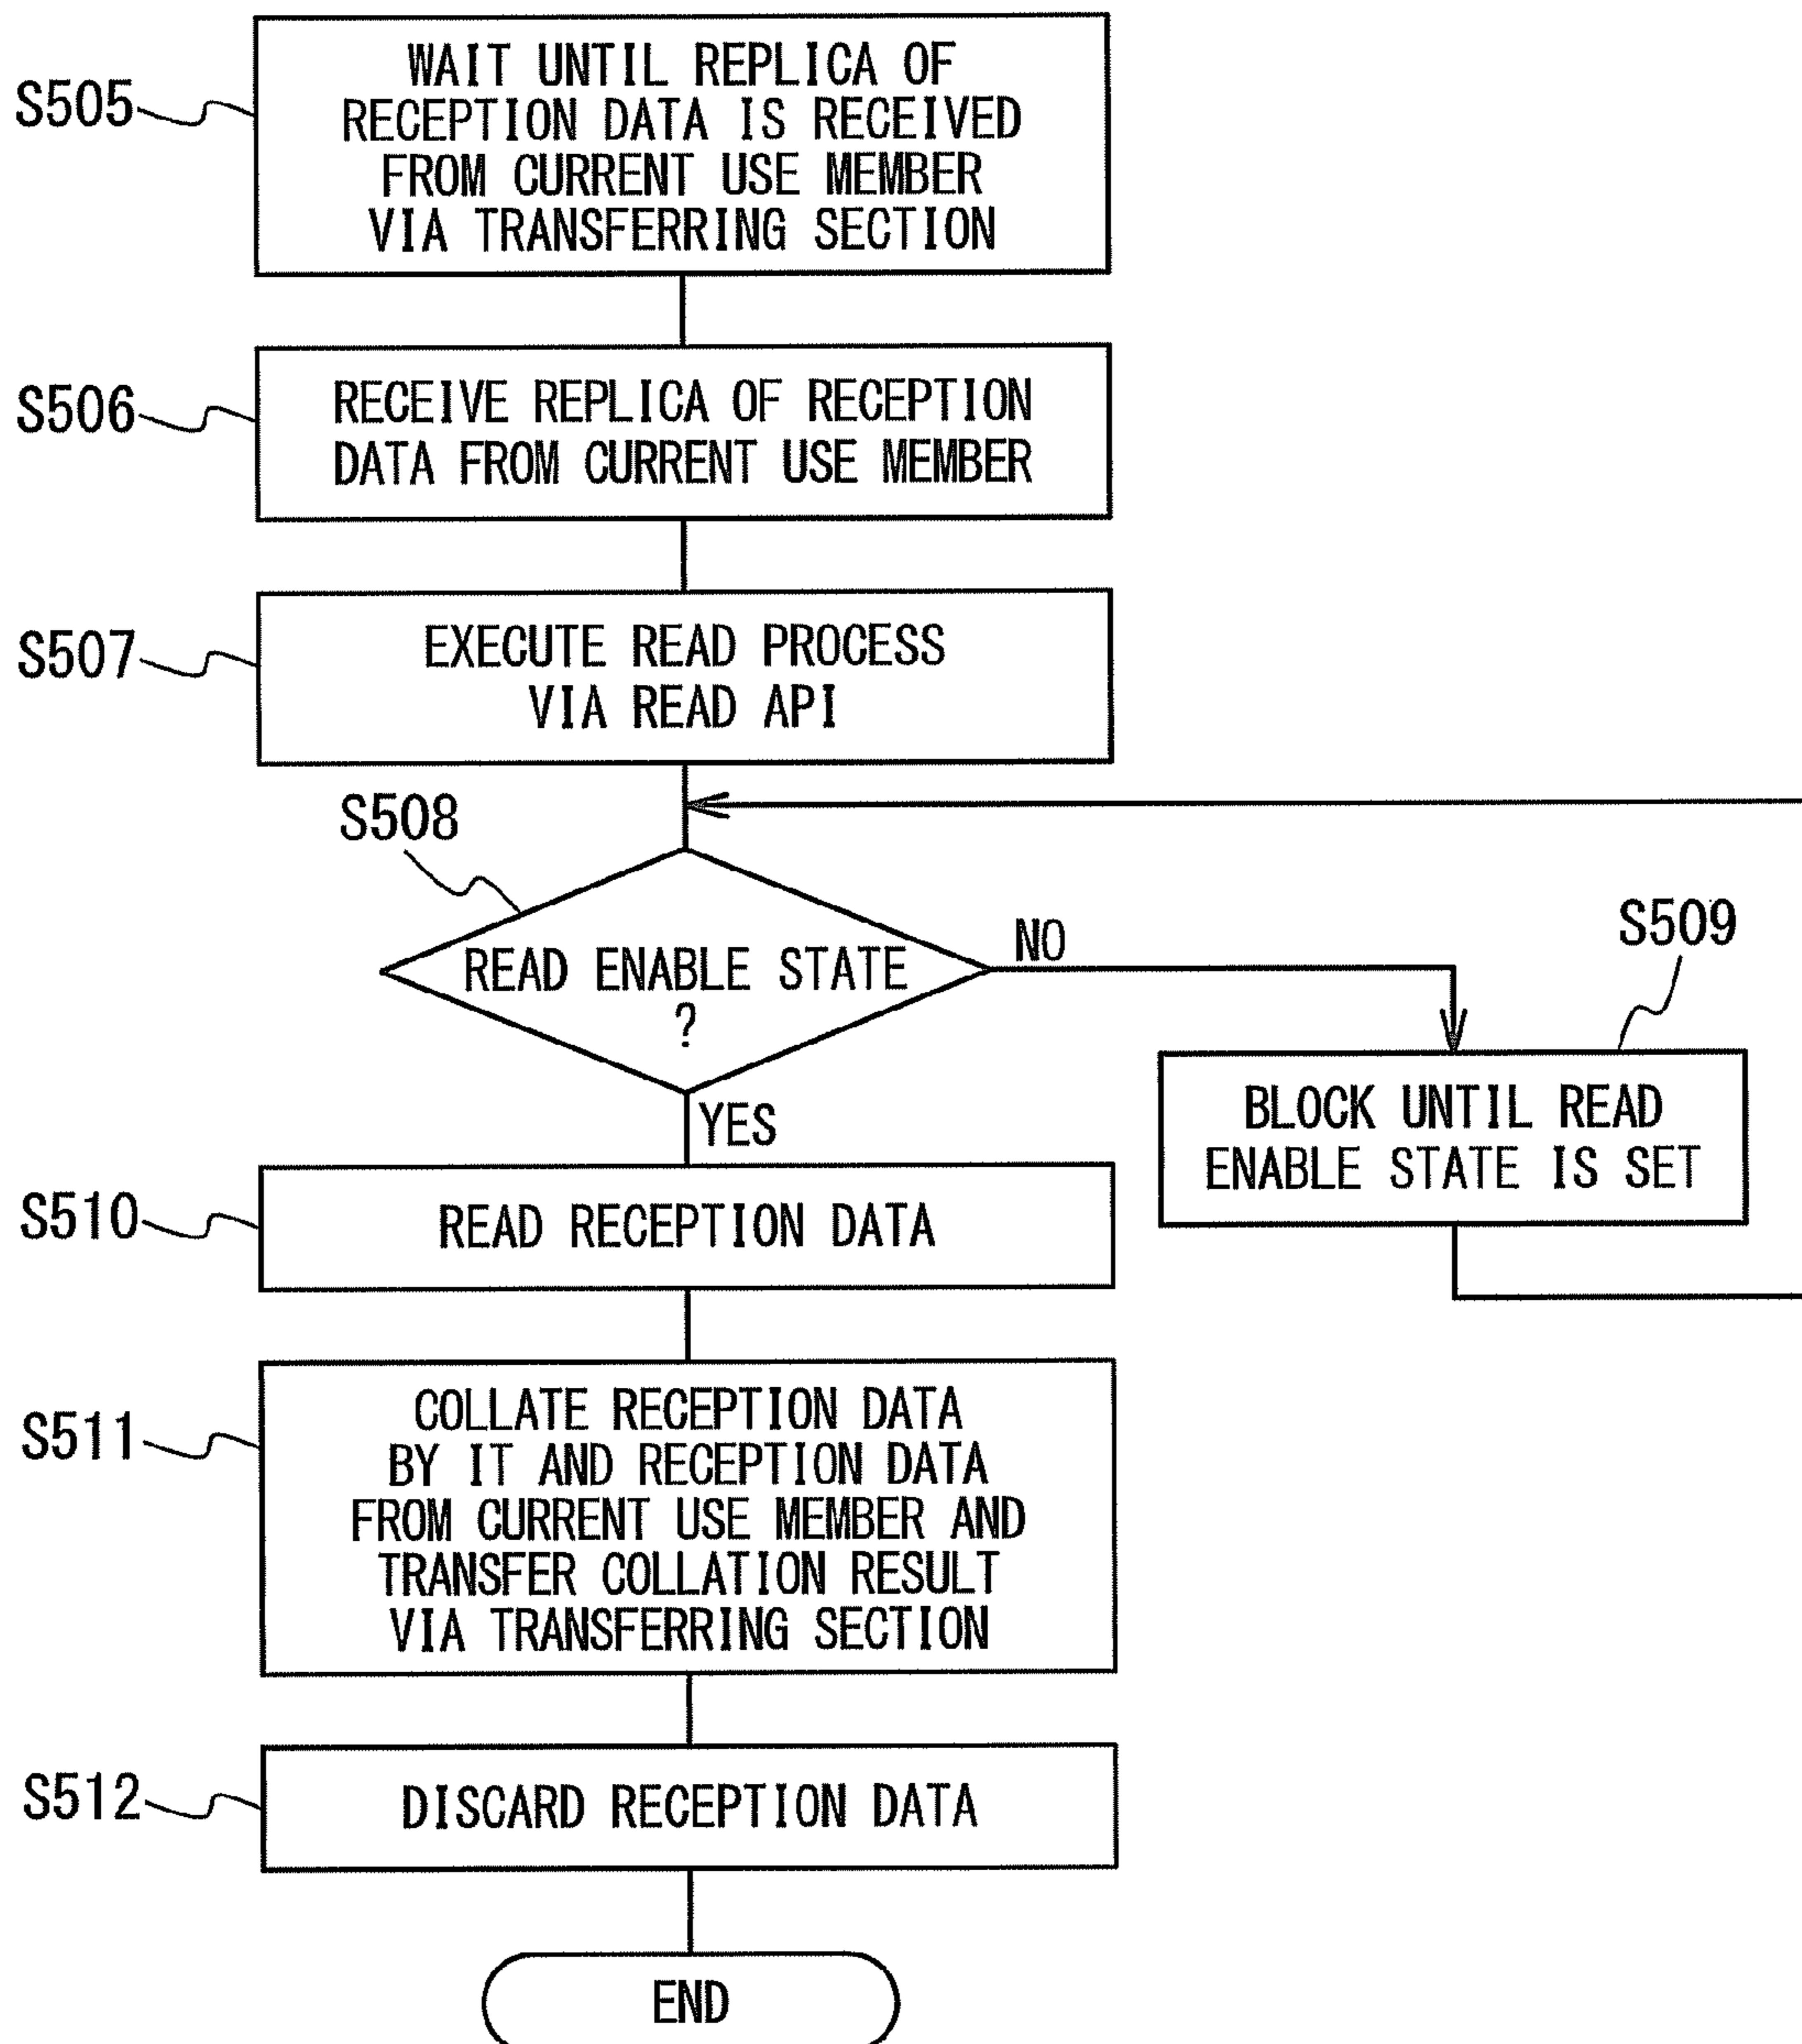 S505
WAIT UNTIL REPLICA OF
RECEPTION DATA IS RECEIVED
FROM CURRENT USE MEMBER
VIA TRANSFERRING SECTION
S506
RECEIVE REPLICA OF RECEPTION
DATA FROM CURRENT USE MEMBER
S507
EXECUTE READ PROCESS
VIA READ API
S508
READ ENABLE STATE
?
NO
S509
BLOCK UNTIL READ
ENABLE STATE IS SET
YES
S510
READ RECEPTION DATA
S511
COLLATE RECEPTION DATA
BY IT AND RECEPTION DATA
FROM CURRENT USE MEMBER AND
TRANSFER COLLATION RESULT
VIA TRANSFERRING SECTION
S512
DISCARD RECEPTION DATA
END